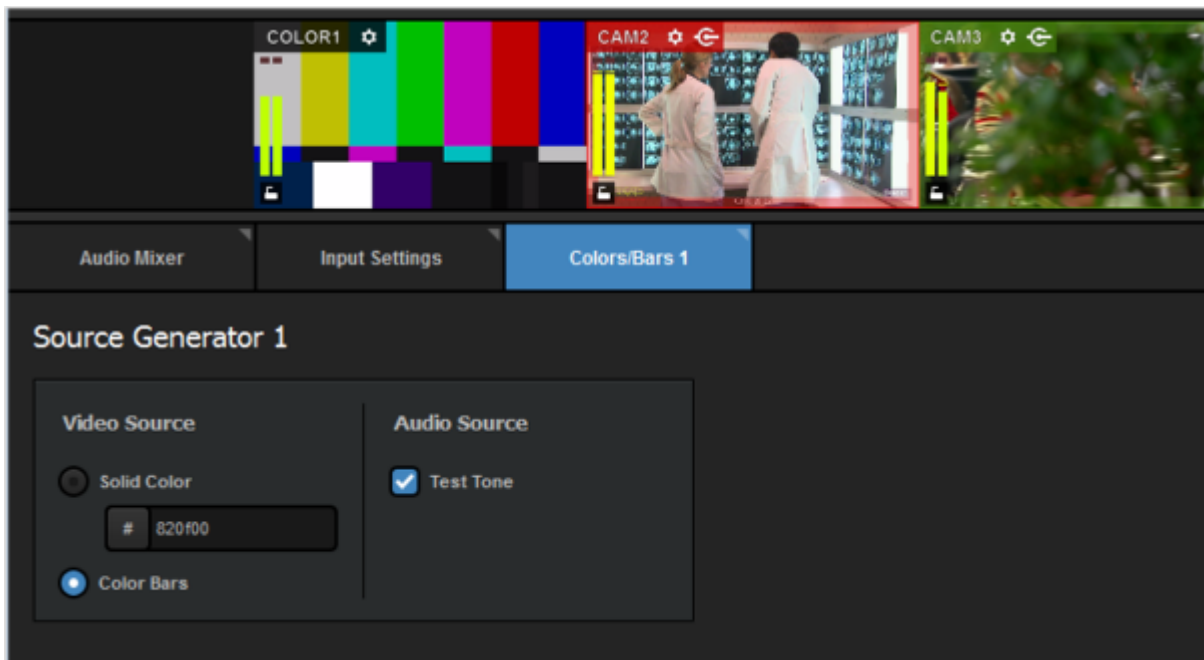 COLOR1
CAM2
CAM3
Audio Mixer
Input Settings
Colors/Bars 1
Source Generator 1
Video Source
Audio Source
Solid Color
Test Tone
# 820f00
Color Bars